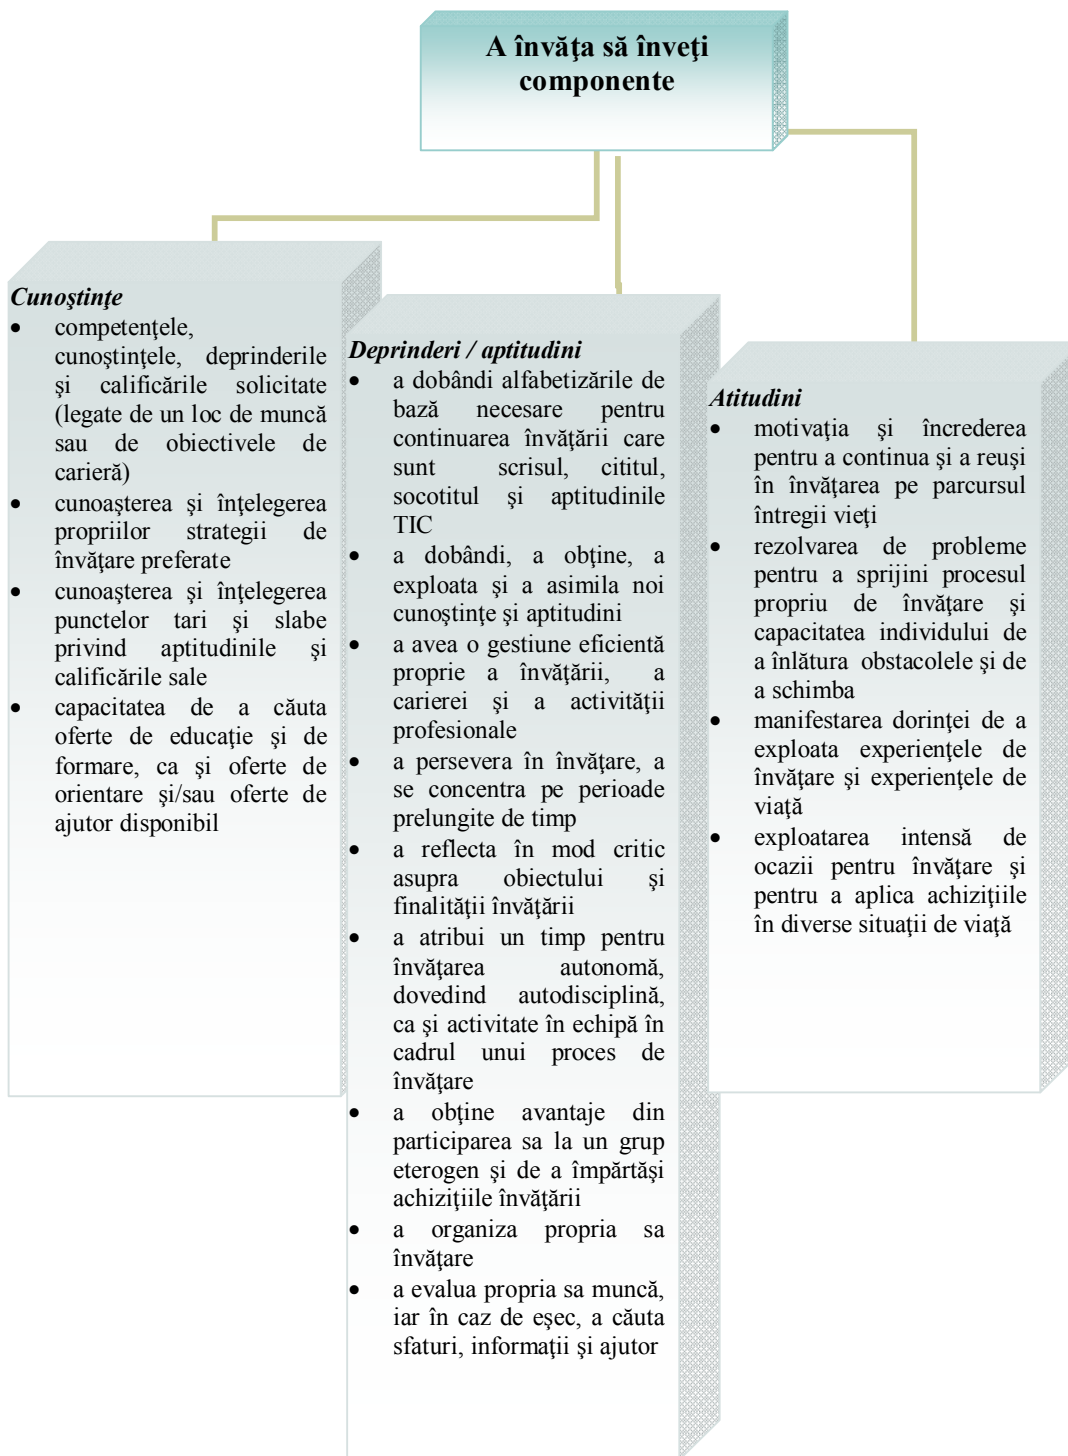 A învăţa să înveţi
componente
Cunoştinţe
• competenţele,
cunoştinţele, deprinderile
şi calificările solicitate
(legate de un loc de muncă
sau de obiectivele de
carieră)
• cunoaşterea şi înţelegerea
propriilor strategii de
învăţare preferate
• cunoaşterea şi înţelegerea
punctelor tari şi slabe
privind aptitudinile şi
calificările sale
• capacitatea de a căuta
oferte de educaţie şi de
formare, ca şi oferte de
orientare şi/sau oferte de
ajutor disponibil
Deprinderi / aptitudini
• a dobândi alfabetizările de
bază necesare pentru
continuarea învăţării care
sunt scrisul, cititul,
socotitul şi aptitudinile
TIC
• a dobândi, a obţine, a
exploata şi a asimila noi
cunoştinţe şi aptitudini
• a avea o gestiune eficientă
proprie a învăţării, a
carierei şi a activităţii
profesionale
• a persevera în învăţare, a
se concentra pe perioade
prelungite de timp
• a reflecta în mod critic
asupra obiectului şi
finalităţii învăţării
• a atribui un timp pentru
învăţarea autonomă,
dovedind autodisciplină,
ca şi activitate în echipă în
cadrul unui proces de
învăţare
• a obţine avantaje din
participarea sa la un grup
eterogen şi de a împărtăşi
achiziţiile învăţării
• a organiza propria sa
învăţare
• a evalua propria sa muncă,
iar în caz de eşec, a căuta
sfaturi, informaţii şi ajutor
Atitudini
• motivaţia şi încrederea
pentru a continua şi a reuşi
în învăţarea pe parcursul
întregii vieţi
• rezolvarea de probleme
pentru a sprijini procesul
propriu de învăţare şi
capacitatea individului de
a înlătura obstacolele şi de
a schimba
• manifestarea dorinţei de a
exploata experienţele de
învăţare şi experienţele de
viaţă
• exploatarea intensă de
ocazii pentru învăţare şi
pentru a aplica achiziţiile
în diverse situaţii de viaţă